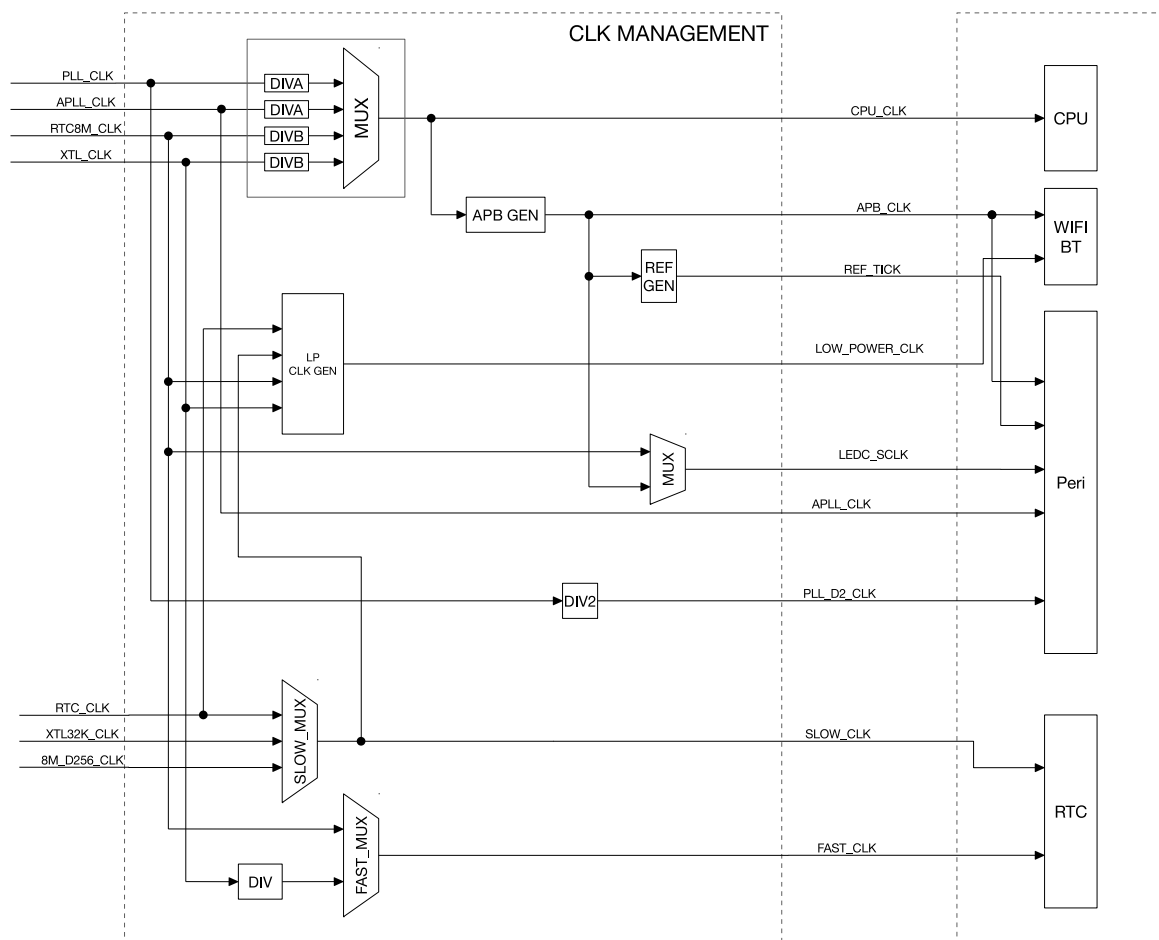 CLK MANAGEMENT
PLL_CLK
DIVA
APLL_CLK
DIVA
RTC8M_CLK
DIVB
XTL_CLK
DIVB
MUX
CPU_CLK
CPU
APB GEN
APB_CLK
WIFI
BT
REF
GEN
REF_TICK
LP
CLK GEN
LOW_POWER_CLK
MUX
LEDC_SCLK
Peri
APLL_CLK
DIV2
PLL_D2_CLK
RTC_CLK
XTL32K_CLK
8M_D256_CLK
SLOW_MUX
SLOW_CLK
RTC
FAST_MUX
FAST_CLK
DIV